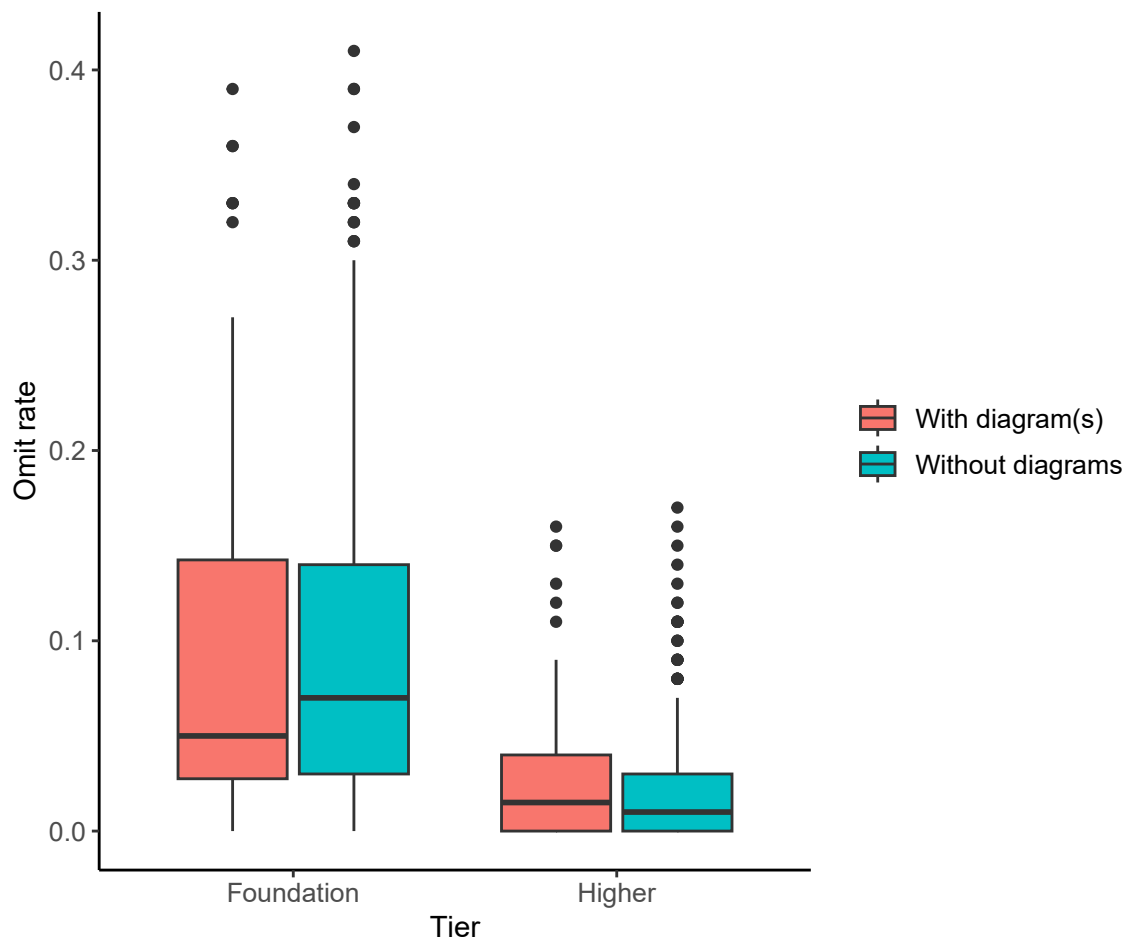 0.4
0.3
0.2
0.1
0.0
Omit rate
Foundation
Higher
Tier
With diagram(s)
Without diagrams